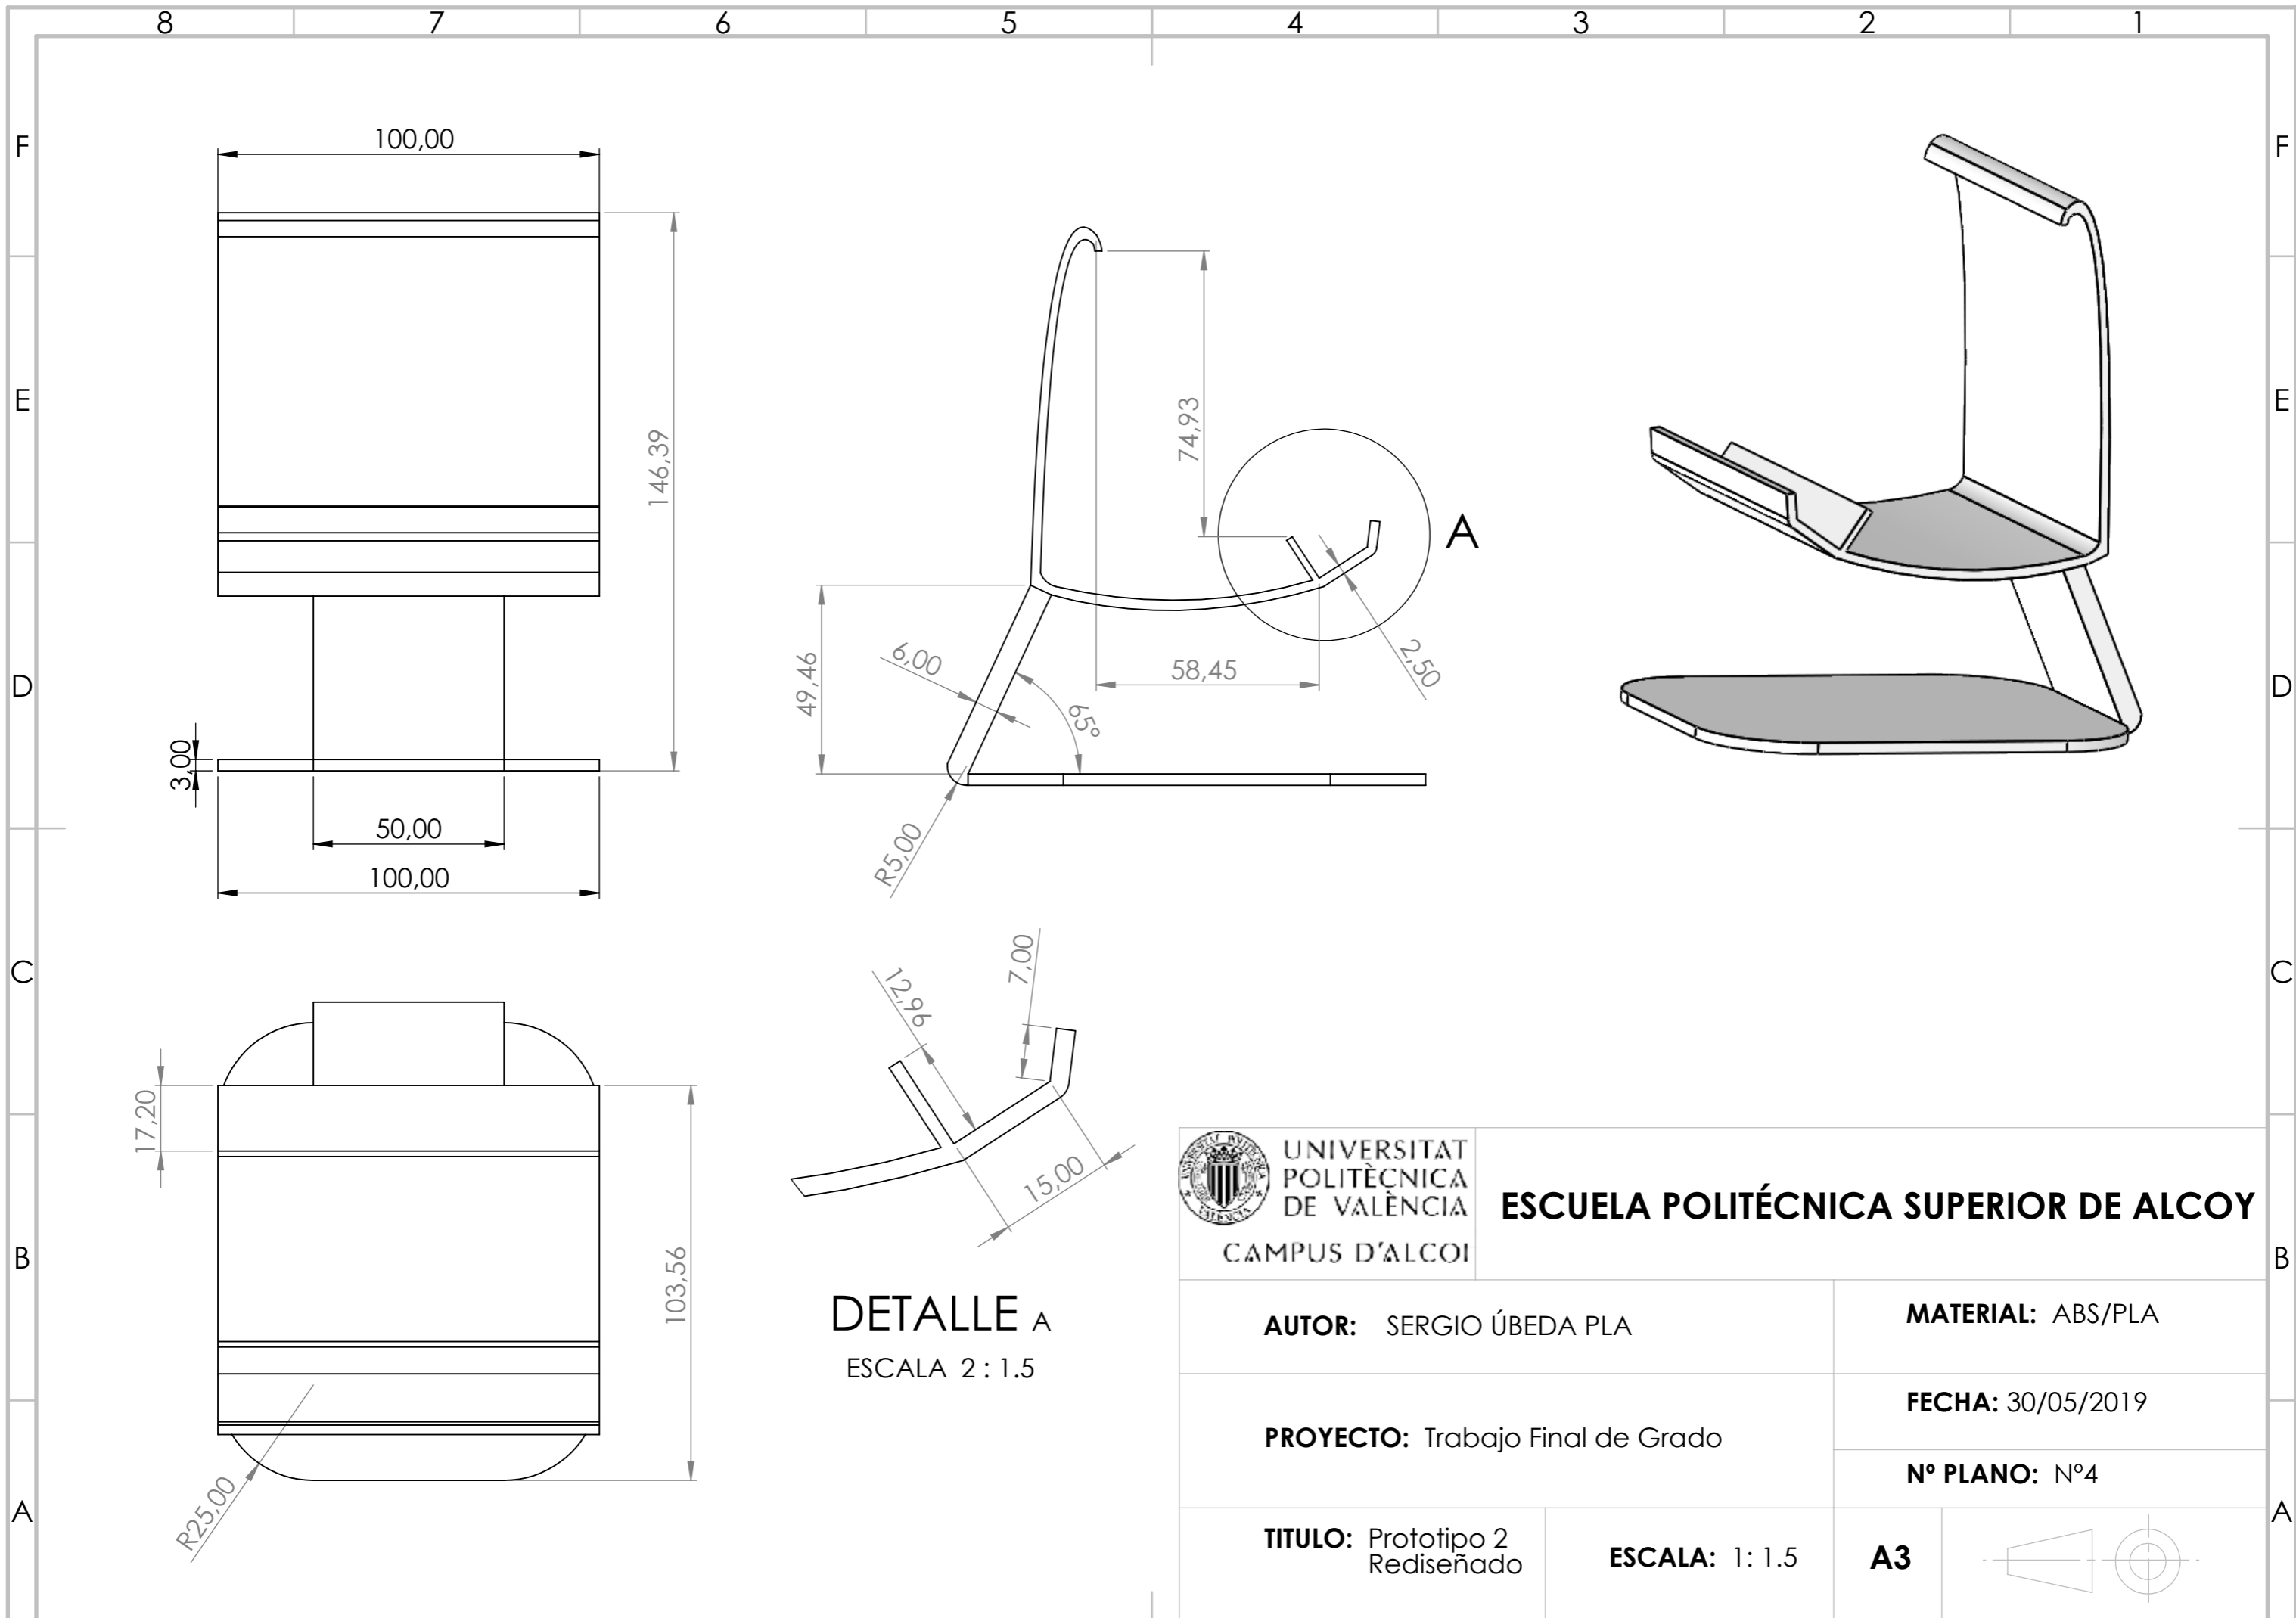 8 7 6 5 4 3 2 1
F F
E E
D D
C C
B B
A A
100,00
146,39
3,00
50,00
100,00
74,93
A
49,46
6,00
65°
58,45
2,50
R5,00
17,20
103,56
R25,00
12,96
7,00
15,00
DETALLE A
ESCALA 2 : 1.5
UNIVERSITAT
POLITÈCNICA
DE VALÈNCIA
CAMPUS D'ALCOI
ESCUELA POLITÉCNICA SUPERIOR DE ALCOY
AUTOR: SERGIO ÚBEDA PLA
MATERIAL: ABS/PLA
PROYECTO: Trabajo Final de Grado
FECHA: 30/05/2019
Nº PLANO: Nº4
TITULO: Prototipo 2
Rediseñado
ESCALA: 1: 1.5
A3